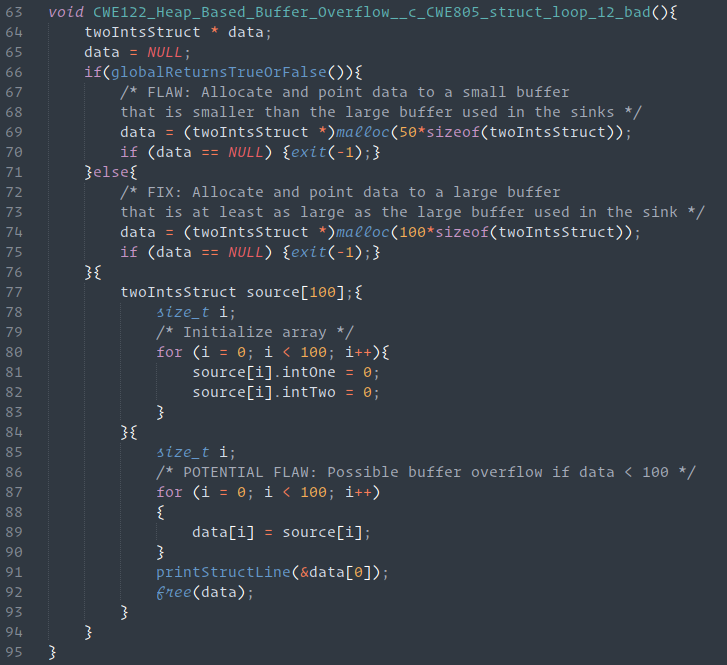 63 void CWE122_Heap_Based_Buffer_Overflow__c_CWE805_struct_loop_12_bad(){
64     twoIntsStruct * data;
65     data = NULL;
66     if(globalReturnsTrueOrFalse()){
67         /* FLAW: Allocate and point data to a small buffer
68         that is smaller than the large buffer used in the sinks */
69         data = (twoIntsStruct *)malloc(50*sizeof(twoIntsStruct));
70         if (data == NULL) {exit(-1);}
71     }else{
72         /* FIX: Allocate and point data to a large buffer
73         that is at least as large as the large buffer used in the sink */
74         data = (twoIntsStruct *)malloc(100*sizeof(twoIntsStruct));
75         if (data == NULL) {exit(-1);}
76     }{
77         twoIntsStruct source[100];{
78             size_t i;
79             /* Initialize array */
80             for (i = 0; i < 100; i++){
81                 source[i].intOne = 0;
82                 source[i].intTwo = 0;
83             }
84         }{
85             size_t i;
86             /* POTENTIAL FLAW: Possible buffer overflow if data < 100 */
87             for (i = 0; i < 100; i++)
88             {
89                 data[i] = source[i];
90             }
91             printStructLine(&data[0]);
92             free(data);
93         }
94     }
95 }